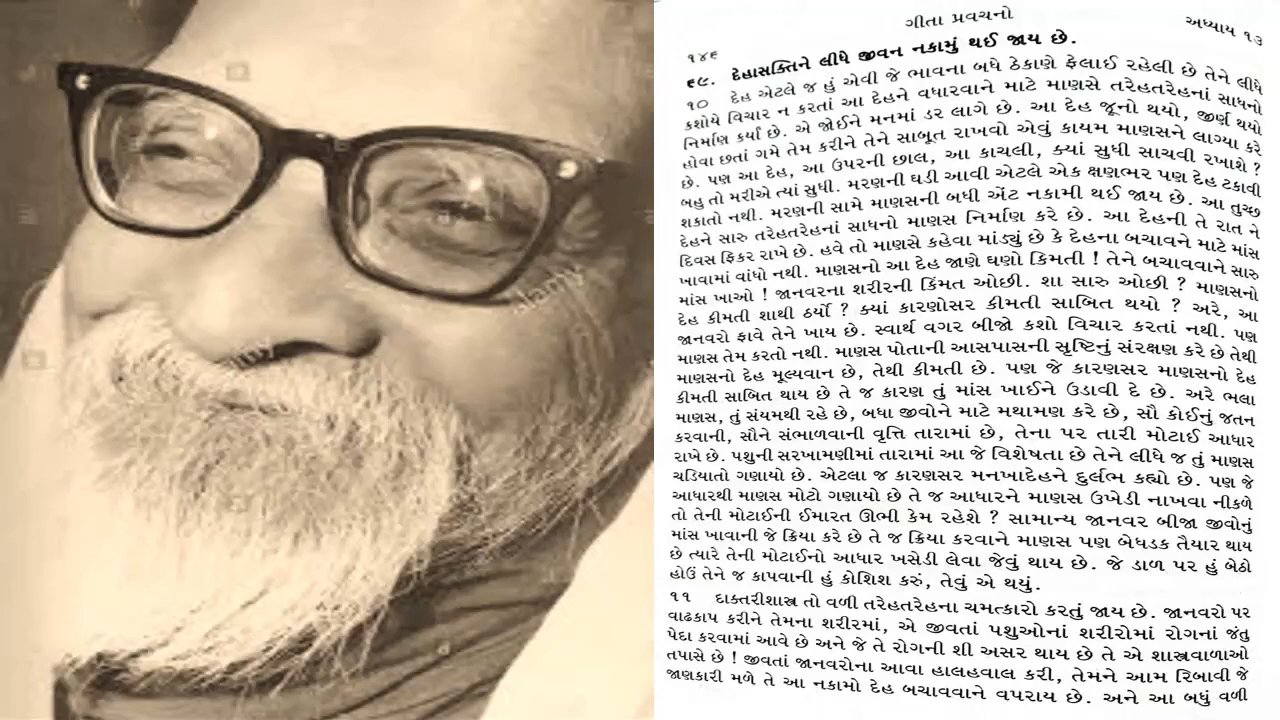 ગીતા પ્રવચનો
૧૪૬
અધ્યાય ૧૩
૬૯. દેહાસક્તિને લીધે જીવન નકામું થઈ જાય છે.
૧૦ દેહ એટલે જ હું એવી જે ભાવના બધે ઠેકાણે ફેલાઈ રહેલી છે તેને લીધે
કશોયે વિચાર ન કરતાં આ દેહને વધારવાને માટે માણસે તરેહતરેહનાં સાધનો
નિર્માણ કર્યાં છે. એ જોઈને મનમાં ડર લાગે છે. આ દેહ જૂનો થયો, જીર્ણ થયો
હોવા છતાં ગમે તેમ કરીને તેને સાબૂત રાખવો એવું કાયમ માણસને લાગ્યા કરે
છે. પણ આ દેહ, આ ઉપરની છાલ, આ કાચલી, ક્યાં સુધી સાચવી રખાશે ?
બહુ તો મરીએ ત્યાં સુધી. મરણની ઘડી આવી એટલે એક ક્ષણભર પણ દેહ ટકાવી
શકાતો નથી. મરણની સામે માણસની બધી ઍંટ નકામી થઈ જાય છે. આ તુચ્છ
દેહને સારુ તરેહતરેહનાં સાધનો માણસ નિર્માણ કરે છે. આ દેહની તે રાત ને
દિવસ ફિકર રાખે છે. હવે તો માણસે કહેવા માંડ્યું છે કે દેહના બચાવને માટે માંસ
ખાવામાં વાંધો નથી. માણસનો આ દેહ જાણે ઘણો કિમતી ! તેને બચાવવાને સારુ
માંસ ખાઓ ! જાનવરના શરીરની કિંમત ઓછી. શા સારુ ઓછી ? માણસનો
દેહ કીમતી શાથી ઠર્યો ? ક્યાં કારણોસર કીમતી સાબિત થયો ? અરે, આ
જાનવરો ફાવે તેને ખાય છે. સ્વાર્થ વગર બીજો કશો વિચાર કરતાં નથી. પણ
માણસ તેમ કરતો નથી. માણસ પોતાની આસપાસની સૃષ્ટિનું સંરક્ષણ કરે છે તેથી
માણસનો દેહ મૂલ્યવાન છે, તેથી કીમતી છે. પણ જે કારણસર માણસનો દેહ
કીમતી સાબિત થાય છે તે જ કારણ તું માંસ ખાઈને ઉડાવી દે છે. અરે ભલા
માણસ, તું સંયમથી રહે છે, બધા જીવોને માટે મથામણ કરે છે, સૌ કોઈનું જતન
કરવાની, સૌને સંભાળવાની વૃત્તિ તારામાં છે, તેના પર તારી મોટાઈ આધાર
રાખે છે. પશુની સરખામણીમાં તારામાં આ જે વિશેષતા છે તેને લીધે જ તું માણસ
ચડિયાતો ગણાયો છે. એટલા જ કારણસર મનખાદેહને દુર્લભ કહ્યો છે. પણ જે
આધારથી માણસ મોટો ગણાયો છે તે જ આધારને માણસ ઉખેડી નાખવા નીકળે
તો તેની મોટાઈની ઈમારત ઊભી કેમ રહેશે ? સામાન્ય જાનવર બીજા જીવોનું
માંસ ખાવાની જે ક્રિયા કરે છે તે જ ક્રિયા કરવાને માણસ પણ બેધડક તૈયાર થાય
છે ત્યારે તેની મોટાઈનો આધાર ખસેડી લેવા જેવું થાય છે. જે ડાળ પર હું બેઠો
હોઉં તેને જ કાપવાની હું કોશિશ કરું, તેવું એ થયું.
૧૧ દાક્તરીશાસ્ત્ર તો વળી તરેહતરેહના ચમત્કારો કરતું જાય છે. જાનવરો પર
વાઢકાપ કરીને તેમના શરીરમાં, એ જીવતાં પશુઓનાં શરીરોમાં રોગનાં જંતુ
પેદા કરવામાં આવે છે અને જે તે રોગની શી અસર થાય છે તે એ શાસ્ત્રવાળાઓ
તપાસે છે ! જીવતાં જાનવરોના આવા હાલહવાલ કરી, તેમને આમ રિબાવી જે
જાણકારી મળે તે આ નકામો દેહ બચાવવાને વપરાય છે. અને આ બધું વળી
alamy